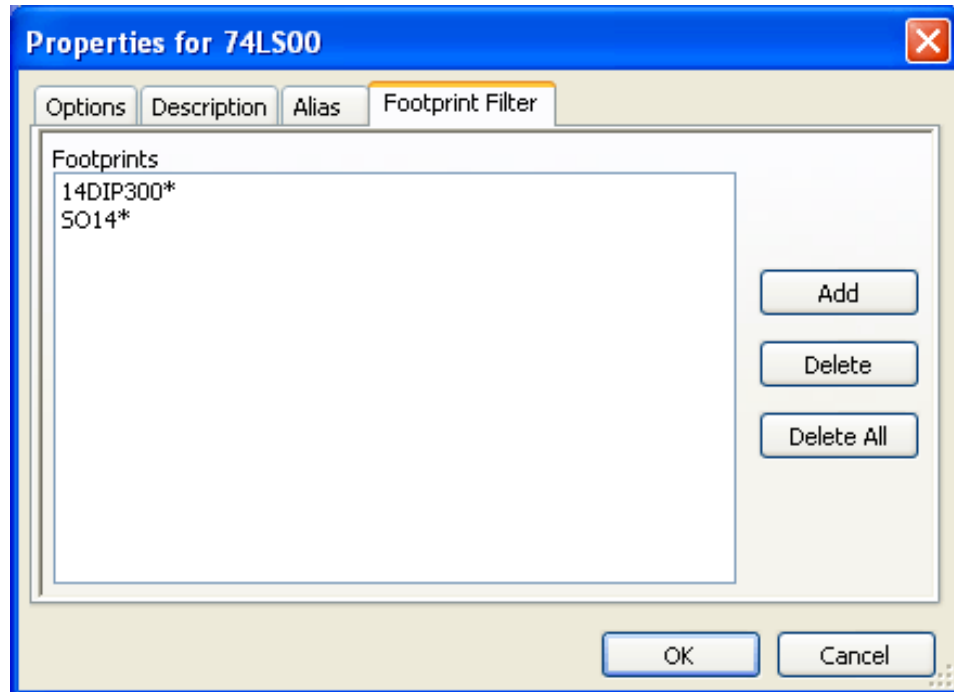 Properties for 74LS00
Options Description Alias Footprint Filter
Footprints
14DIP300*
SO14*
Add
Delete
Delete All
OK Cancel